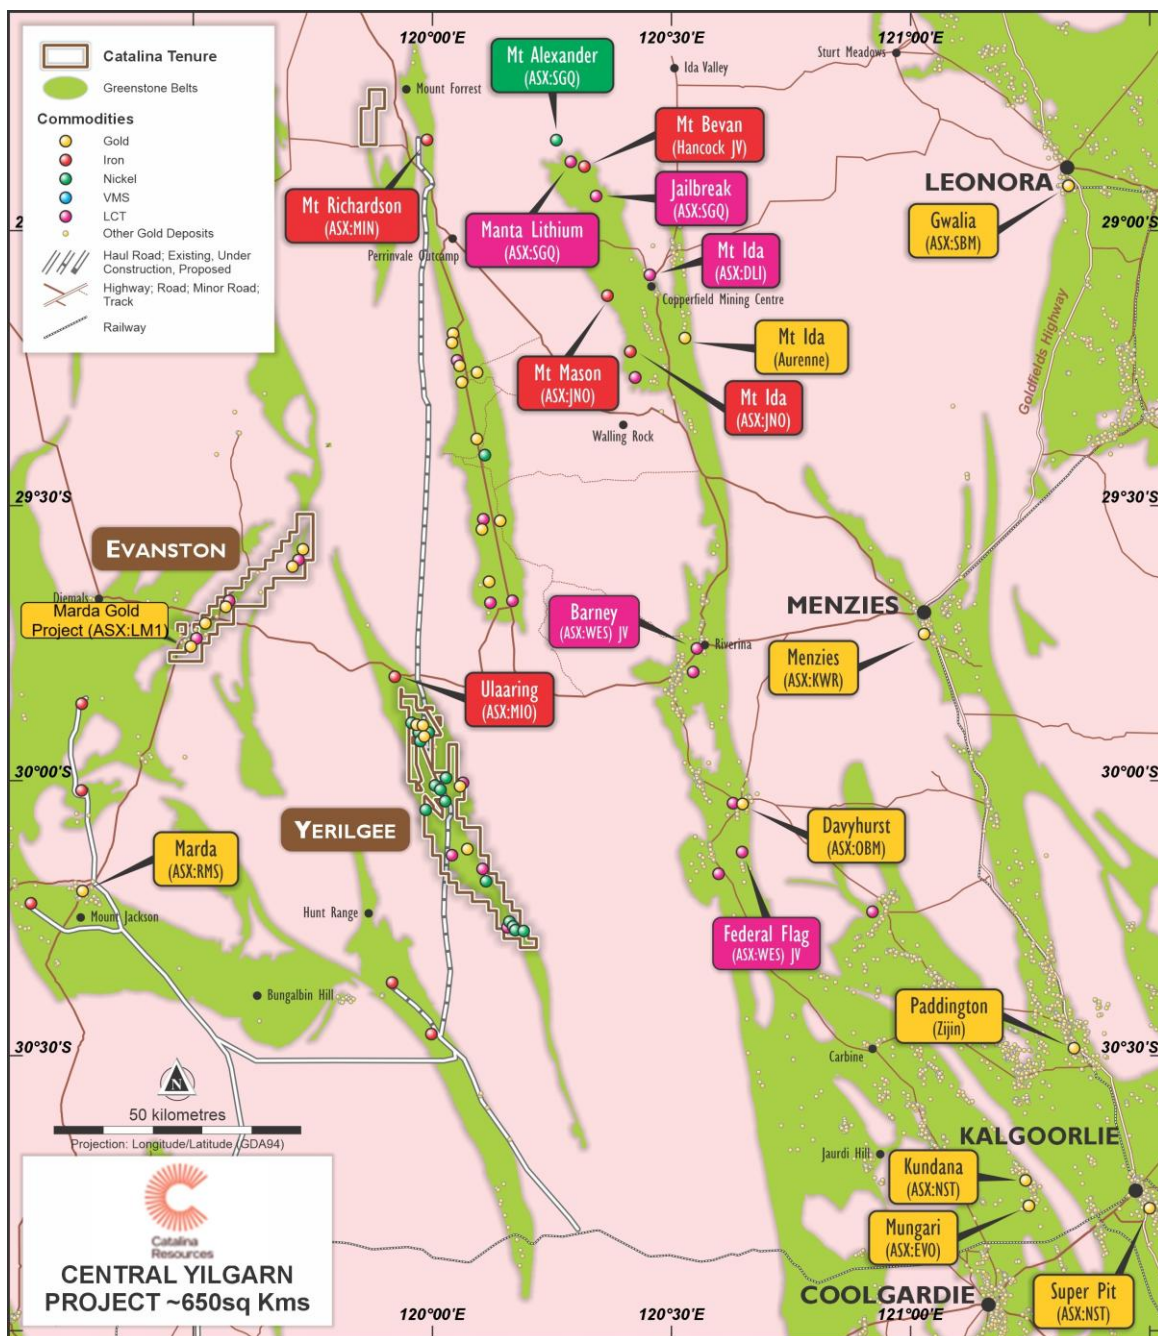 120°00'E
120°30'E
121°00'E
Catalina Tenure
Greenstone Belts
Commodities
Gold
Iron
Nickel
VMS
LCT
Other Gold Deposits
Haul Road; Existing, Under
Construction, Proposed
Highway; Road; Minor Road;
Track
Railway
Mount Forrest
Mt Alexander
(ASX:SGQ)
Ida Valley
Sturt Meadows
Mt Bevan
(Hancock JV)
LEONORA
Mt Richardson
(ASX:MIN)
Manta Lithium
(ASX:SGQ)
Jailbreak
(ASX:SGQ)
Gwalia
(ASX:SBM)
29°00'S
Perrinvale Outcamp
Mt Ida
(ASX:DLI)
Copperfield Mining Centre
Goldfields Highway
Mt Ida
(Aurenne)
Mt Mason
(ASX:JNO)
Mt Ida
(ASX:JNO)
Walling Rock
29°30'S
29°30'S
EVANSTON
Diemals
Marda Gold
Project (ASX:LM1)
Barney
(ASX:WES) JV
Riverina
MENZIES
Menzies
(ASX:KWR)
Ulaaring
(ASX:MIO)
30°00'S
30°00'S
YERILGEE
Marda
(ASX:RMS)
Davyhurst
(ASX:OBM)
Mount Jackson
Hunt Range
Federal Flag
(ASX:WES) JV
Bungalbin Hill
Paddington
(Zijin)
30°30'S
30°30'S
Carbine
N
50 kilometres
Projection: Longitude/Latitude (GDA94)
KALGOORLIE
Jaurdi Hill
Kundana
(ASX:NST)
Mungari
(ASX:EVO)
Catalina
Resources
CENTRAL YILGARN
PROJECT ~650sq Kms
COOLGARDIE
Super Pit
(ASX:NST)
120°00'E
120°30'E
121°00'E